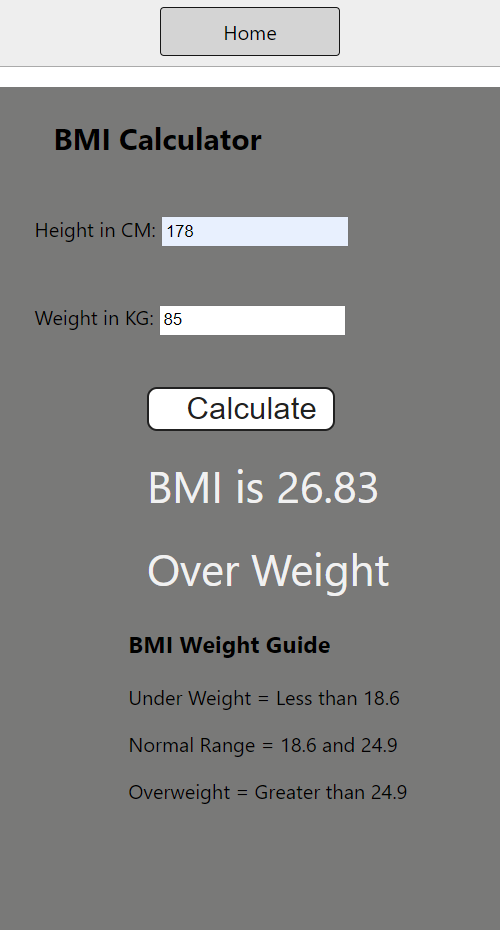 Home
BMI Calculator
Height in CM: 178
Weight in KG: 85
Calculate
BMI is 26.83
Over Weight
BMI Weight Guide
Under Weight = Less than 18.6
Normal Range = 18.6 and 24.9
Overweight = Greater than 24.9